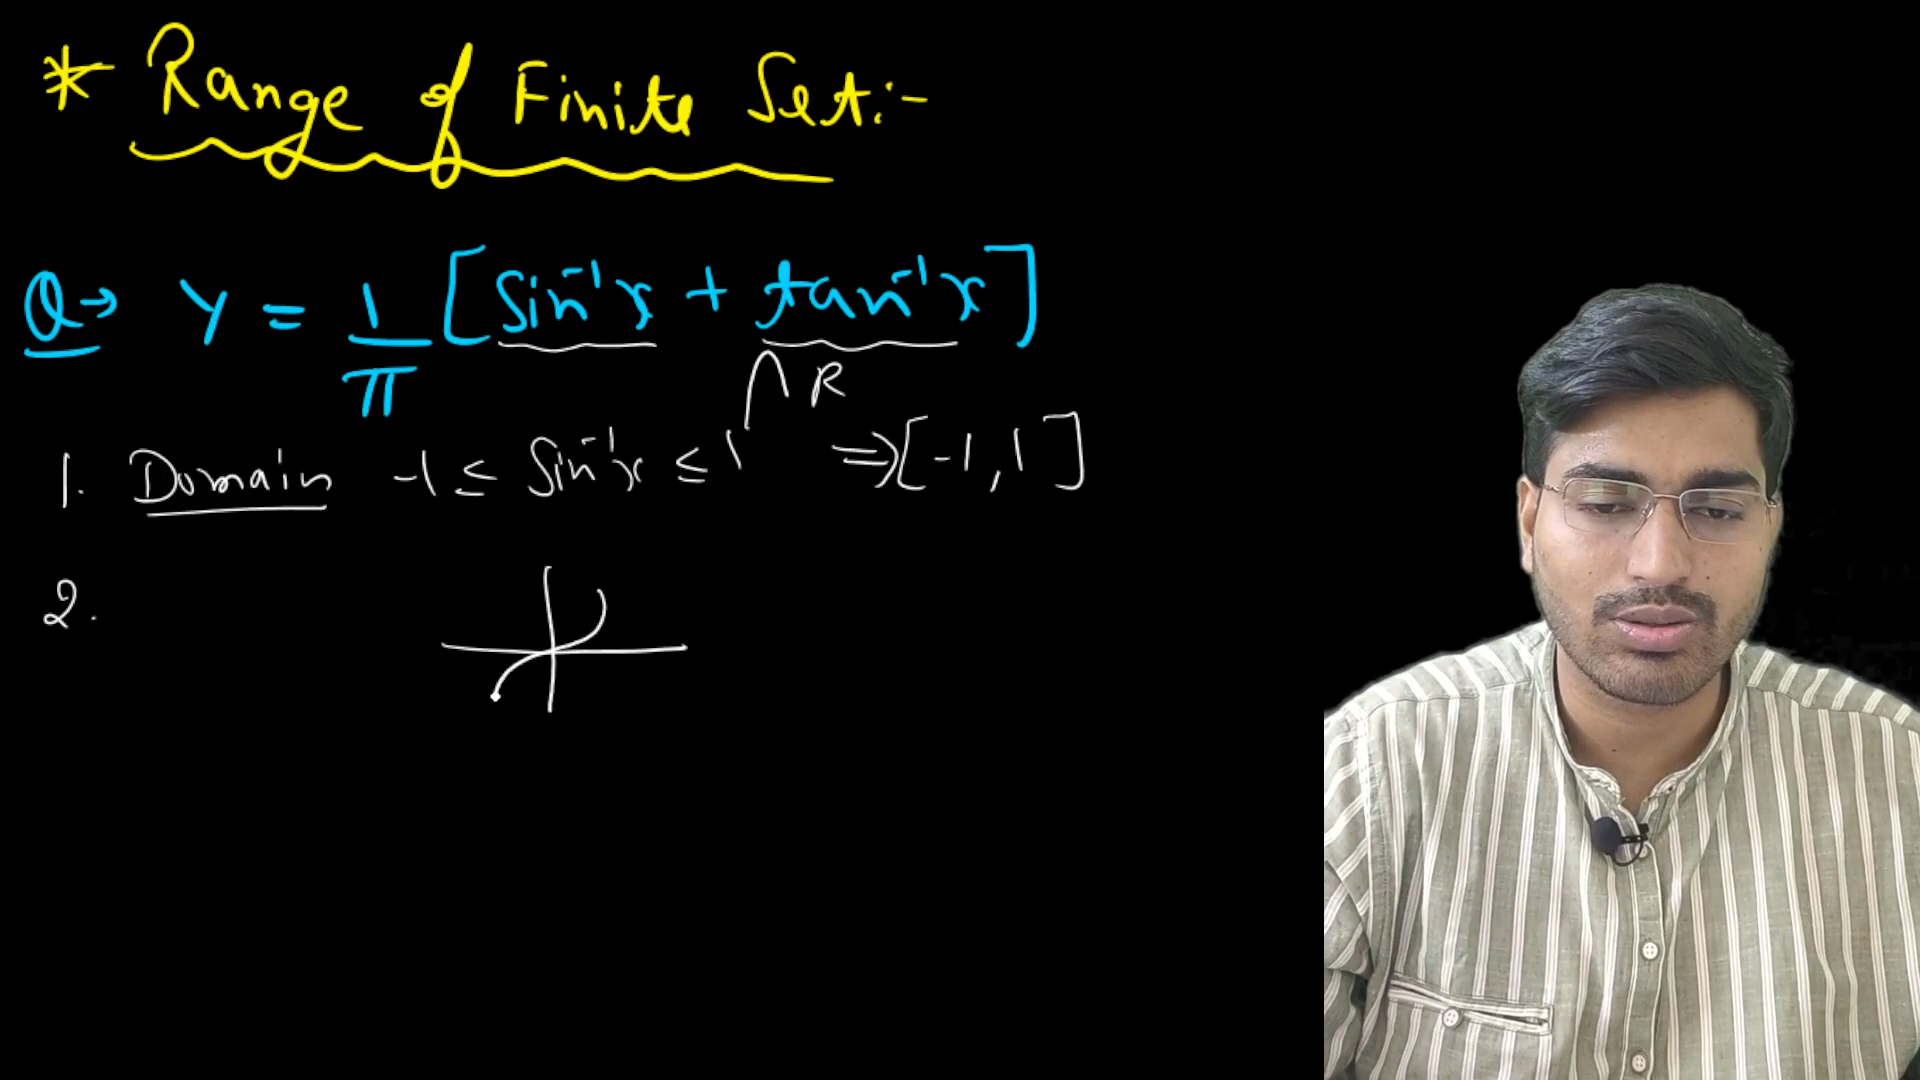 * Range of Finite Set:-
Q→ Y = 1/π [sin⁻¹x + tan⁻¹x]
∩ R
1. Domain -1 ≤ Sin⁻¹x ≤ 1 ⇒ [-1, 1]
2.